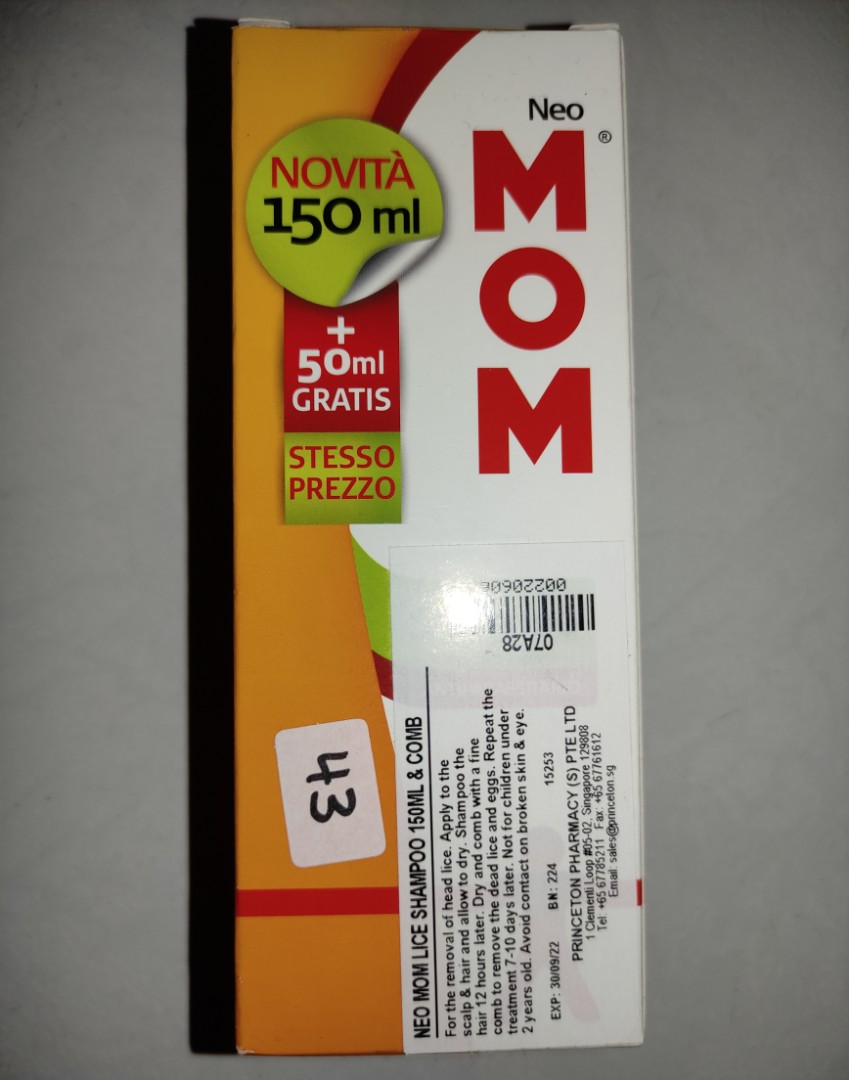 Neo
MOM®
NOVITÀ
150 ml
+
50ml
GRATIS
STESSO
PREZZO
07A28
43
NEO MOM LICE SHAMPOO 150ML & COMB
For the removal of head lice. Apply to the
scalp & hair and allow to dry. Shampoo the
hair 12 hours later. Dry and comb with a fine
comb to remove the dead lice and eggs. Repeat the
treatment 7-10 days later. Not for children under
2 years old. Avoid contact on broken skin & eye.
EXP: 30/09/22 BN: 224 15253
PRINCETON PHARMACY (S) PTE LTD
1 Clementi Loop #05-02, Singapore 129808
Tel: +65 67785211 Fax: +65 67761612
Email: sales@princeton.sg